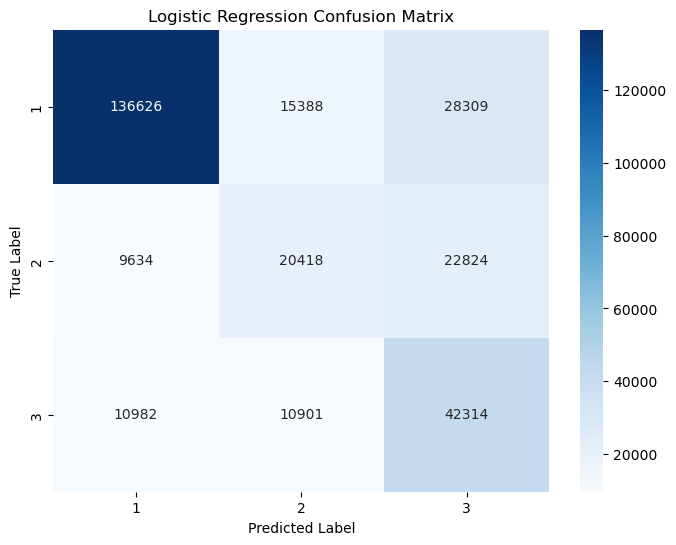 Logistic Regression Confusion Matrix
1 136626 15388 28309
2 9634 20418 22824
3 10982 10901 42314
1 2 3
True Label
Predicted Label
120000
100000
80000
60000
40000
20000